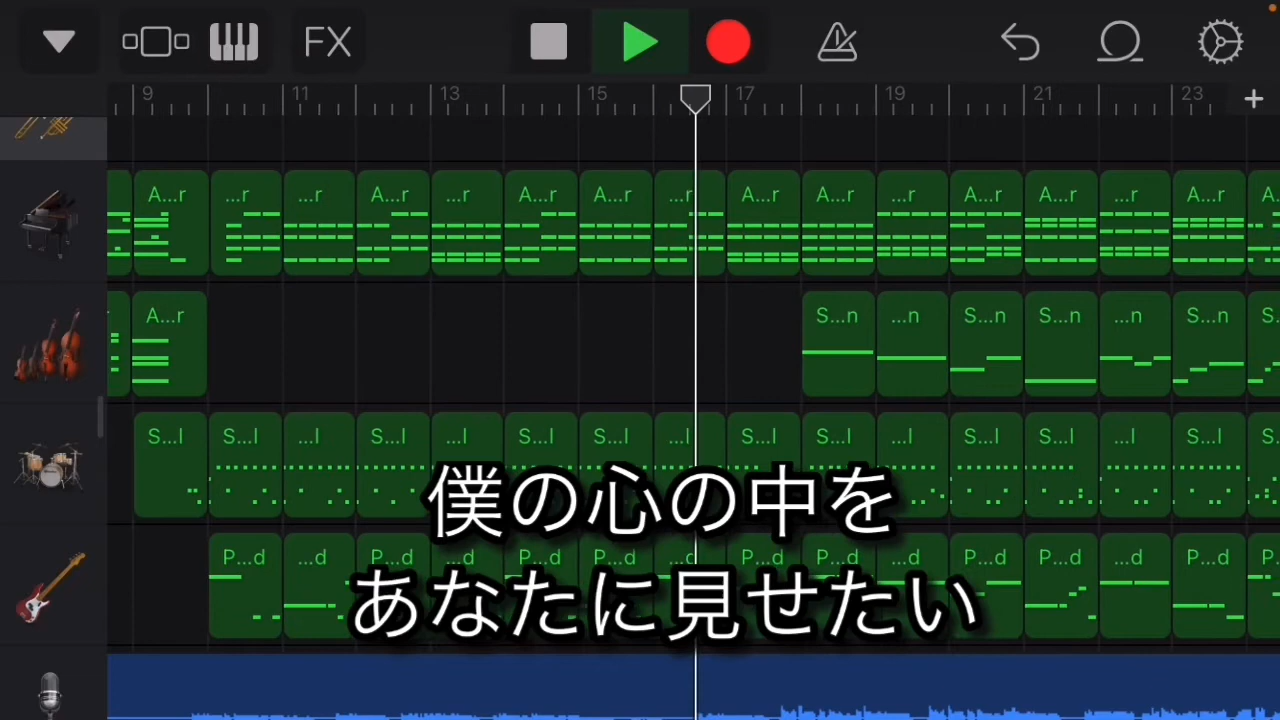 FX
9 11 13 15 17 19 21 23
A...r ...r ...r A...r ...r A...r A...r ...r A...r A...r ...r A...r A...r ...r A...r A..
A...r S...n ...n S...n S...n ...n S...n S..
S...l S...l ...l S...l ...l S...l S...l ...l S...l S...l ...l S...l S...l ...l S...l S...
P...d ...d P...d ...d P...d P...d ...d P...d P...d ...d P...d P...d ...d P...d P..
僕の心の中を
あなたに見せたい